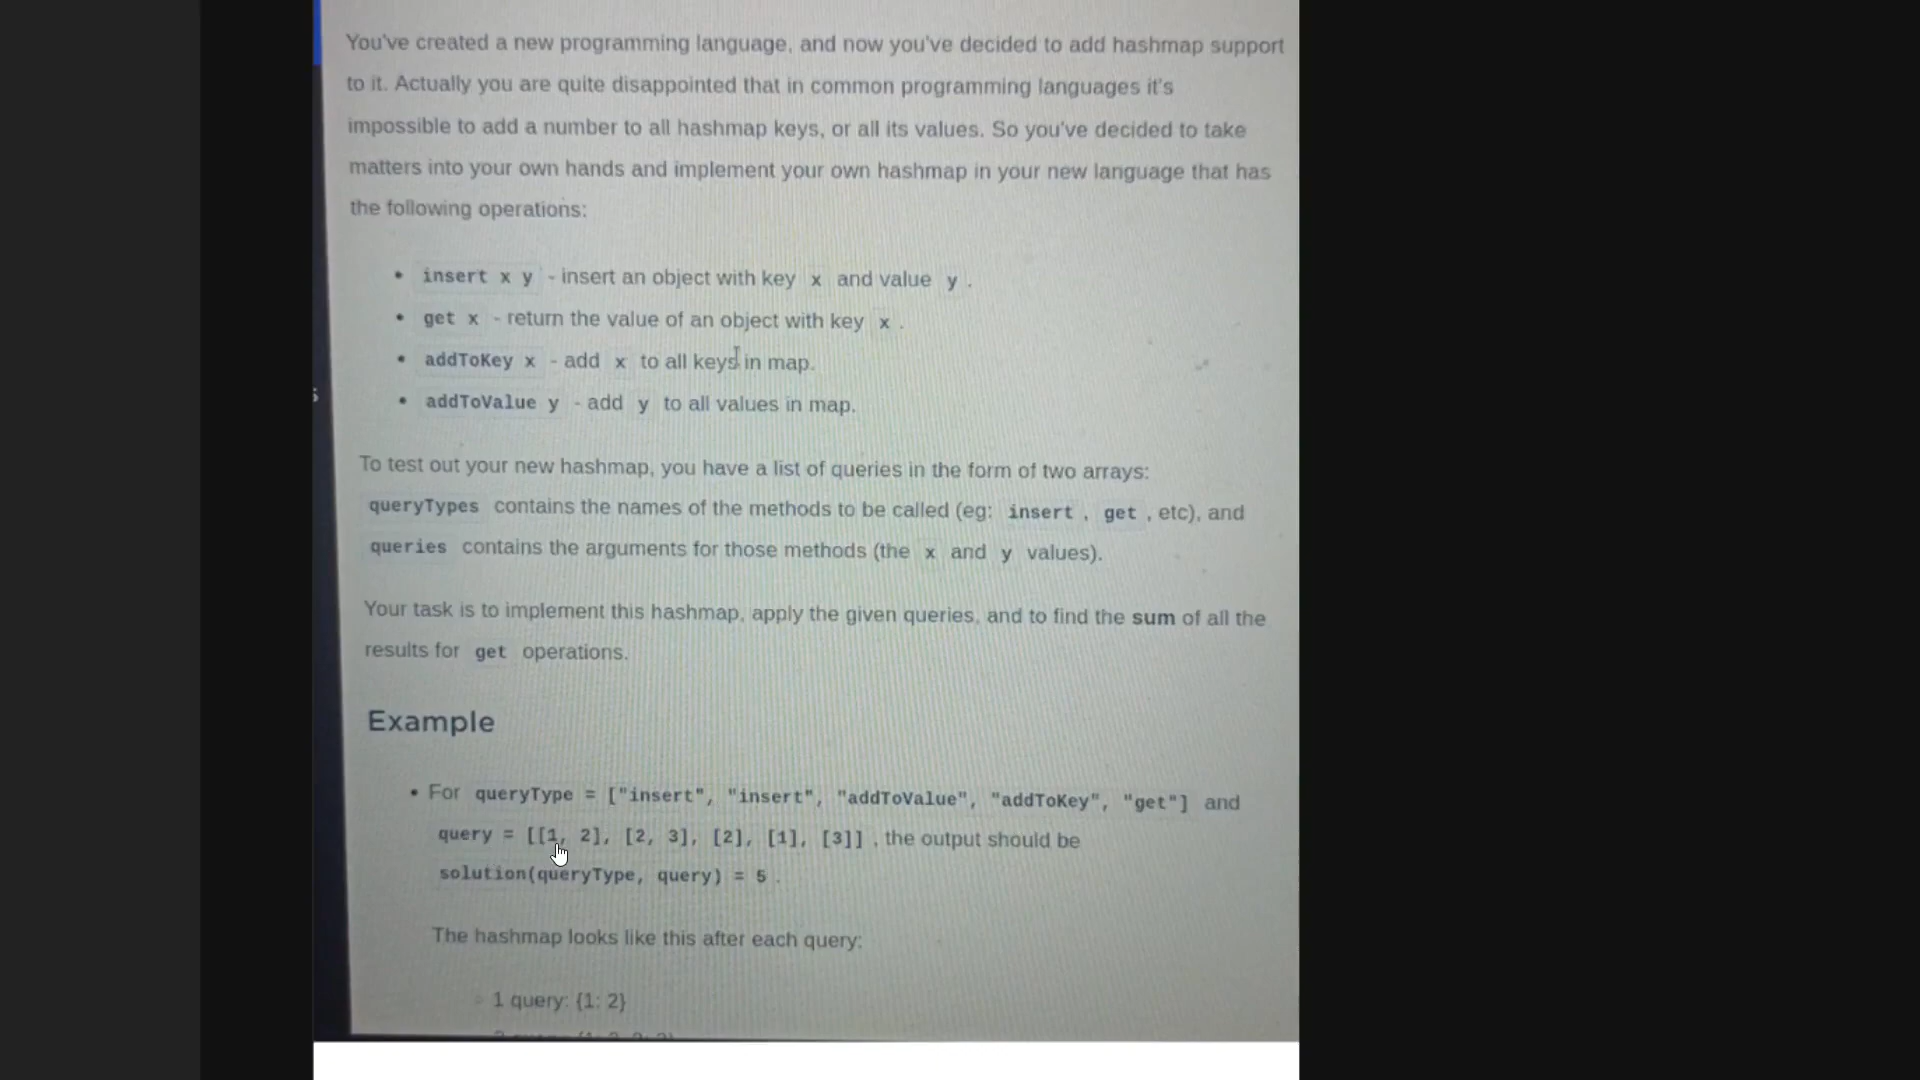 You've created a new programming language, and now you've decided to add hashmap support
to it. Actually you are quite disappointed that in common programming languages it's
impossible to add a number to all hashmap keys, or all its values. So you've decided to take
matters into your own hands and implement your own hashmap in your new language that has
the following operations:
• insert x y - insert an object with key x and value y .
• get x - return the value of an object with key x .
• addToKey x - add x to all keys in map.
• addToValue y - add y to all values in map.
To test out your new hashmap, you have a list of queries in the form of two arrays:
queryTypes contains the names of the methods to be called (eg: insert , get , etc), and
queries contains the arguments for those methods (the x and y values).
Your task is to implement this hashmap, apply the given queries, and to find the sum of all the
results for get operations.
Example
• For queryType = ["insert", "insert", "addToValue", "addToKey", "get"] and
query = [[1, 2], [2, 3], [2], [1], [3]] , the output should be
solution(queryType, query) = 5 .
The hashmap looks like this after each query:
1 query: {1: 2}